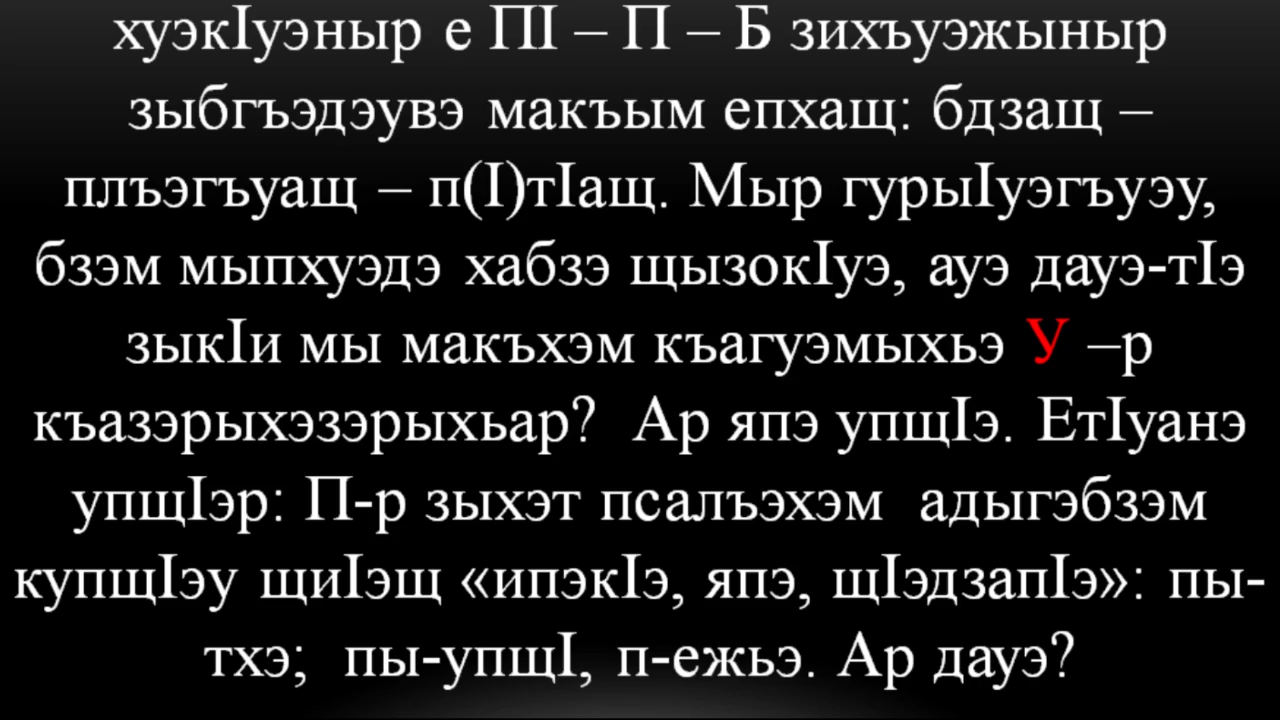 хуэкIуэныр е ПI – П – Б зихъуэжыныр
зыбгъэдэувэ макъым епхащ: бдзащ –
плъэгъуащ – п(I)тIащ. Мыр гурыIуэгъуэу,
бзэм мыпхуэдэ хабзэ щызокIуэ, ауэ дауэ-тIэ
зыкIи мы макъхэм къагуэмыхьэ У –р
къазэрыхэзэрыхьар? Ар япэ упщIэ. ЕтIуанэ
упщIэр: П-р зыхэт псалъэхэм адыгэбзэм
купщIэу щиIэщ «ипэкIэ, япэ, щIэдзапIэ»: пы-
тхэ; пы-упщI, п-ежьэ. Ар дауэ?